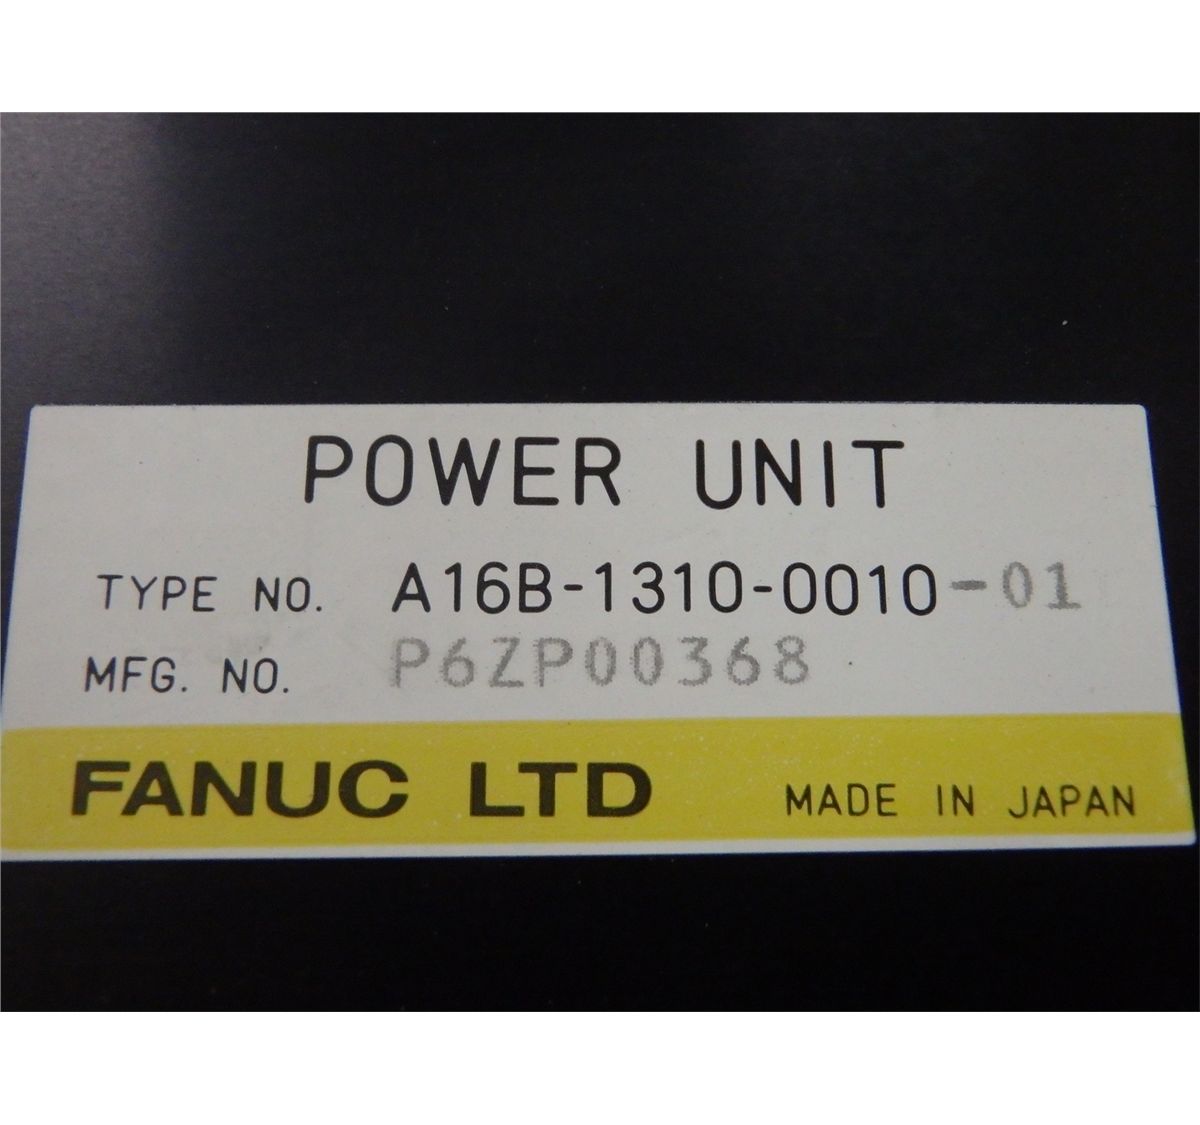 POWER UNIT
TYPE NO. A16B-1310-0010-01
MFG. NO. P6ZP00368
FANUC LTD MADE IN JAPAN